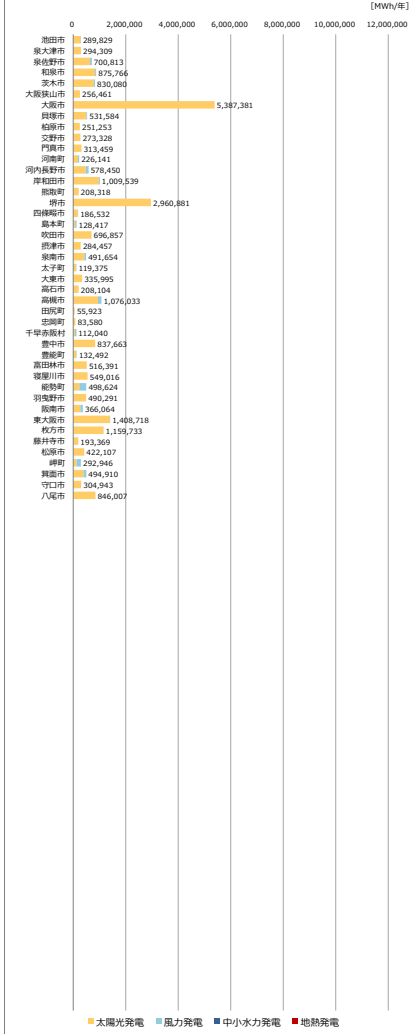 [MWh/年]
0 2,000,000 4,000,000 6,000,000 8,000,000 10,000,000 12,000,000
池田市 289,829
泉大津市 294,309
泉佐野市 700,813
和泉市 875,766
茨木市 830,080
大阪狭山市 256,461
大阪市 5,387,381
貝塚市 531,584
柏原市 251,253
交野市 273,328
門真市 313,459
河南町 226,141
河内長野市 578,450
岸和田市 1,009,539
熊取町 208,318
堺市 2,960,881
四條畷市 186,532
島本町 128,417
吹田市 696,857
摂津市 284,457
泉南市 491,654
太子町 119,375
大東市 335,995
高石市 208,104
高槻市 1,076,033
田尻町 55,923
忠岡町 83,580
千早赤阪村 112,040
豊中市 837,663
豊能町 132,492
富田林市 516,391
寝屋川市 549,016
能勢町 498,624
羽曳野市 490,291
阪南市 366,064
東大阪市 1,408,718
枚方市 1,159,733
藤井寺市 193,369
松原市 422,107
岬町 292,946
箕面市 494,910
守口市 304,943
八尾市 846,007
太陽光発電 風力発電 中小水力発電 地熱発電